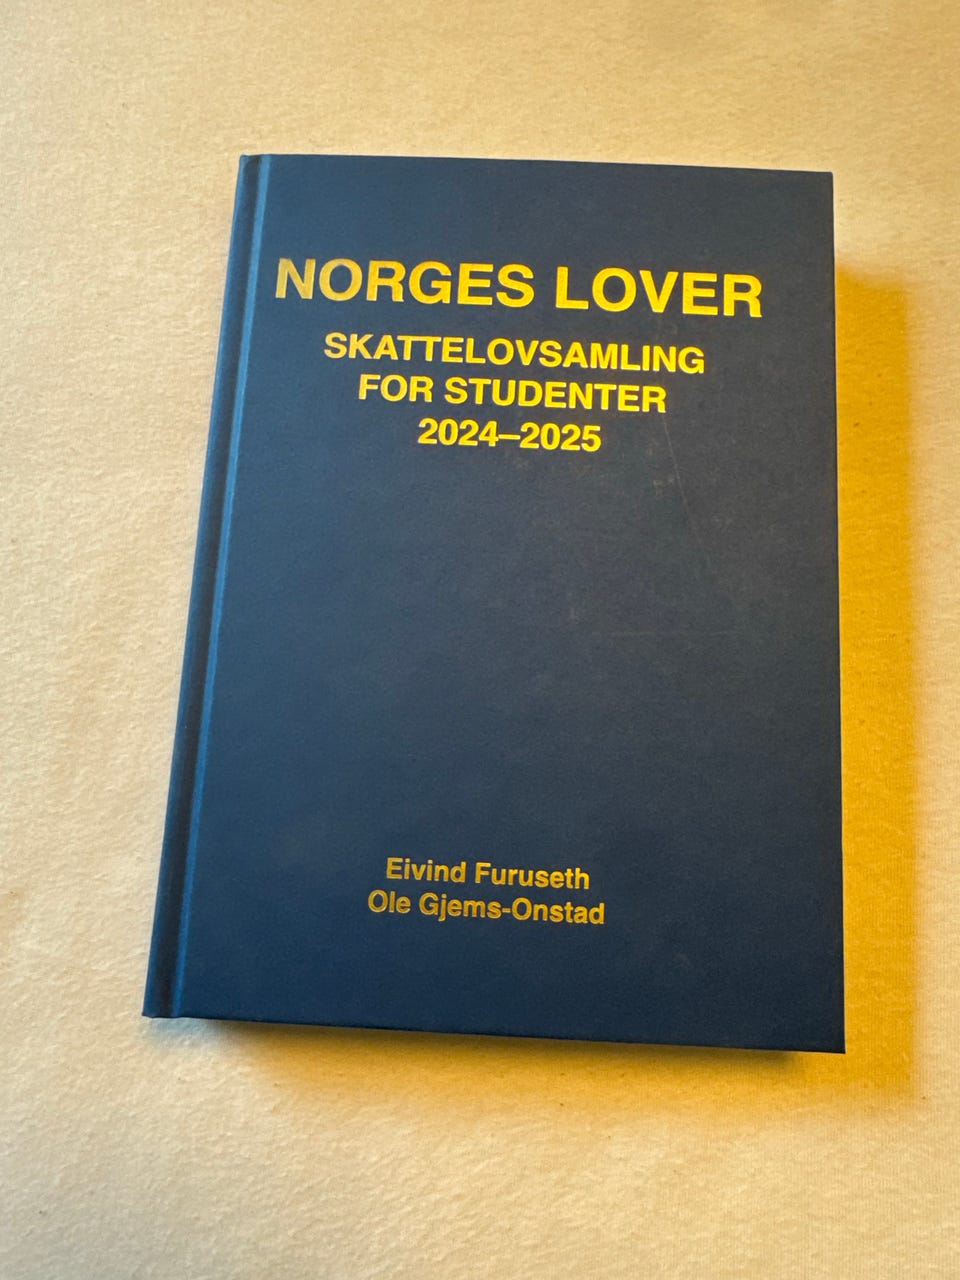 NORGES LOVER
SKATTELOVSAMLING
FOR STUDENTER
2024–2025
Eivind Furuseth
Ole Gjems-Onstad